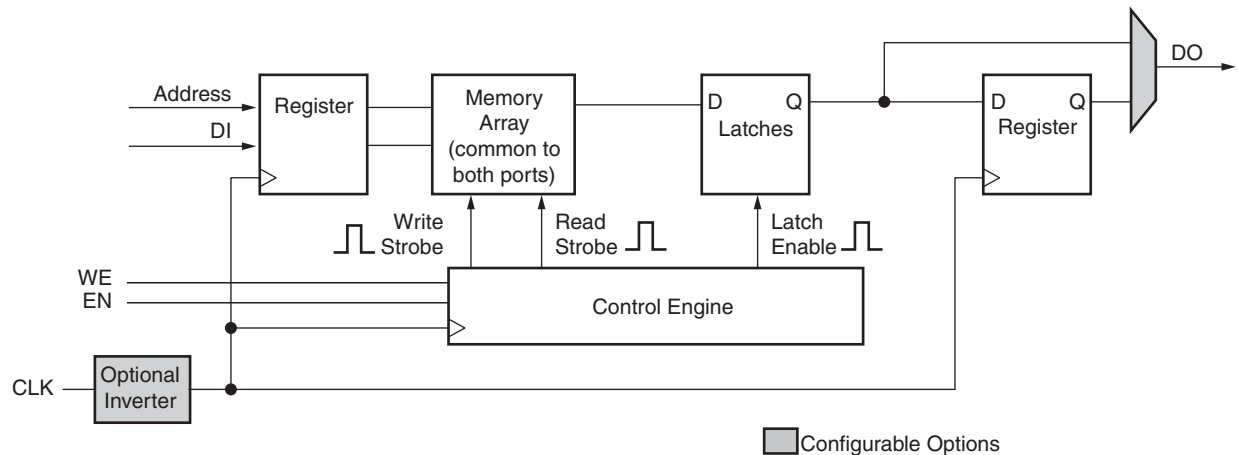 DO
Address
DI
Register
Memory
Array
(common to
both ports)
D Q
Latches
D Q
Register
Write
Strobe
Read
Strobe
Latch
Enable
WE
EN
Control Engine
CLK
Optional
Inverter
Configurable Options